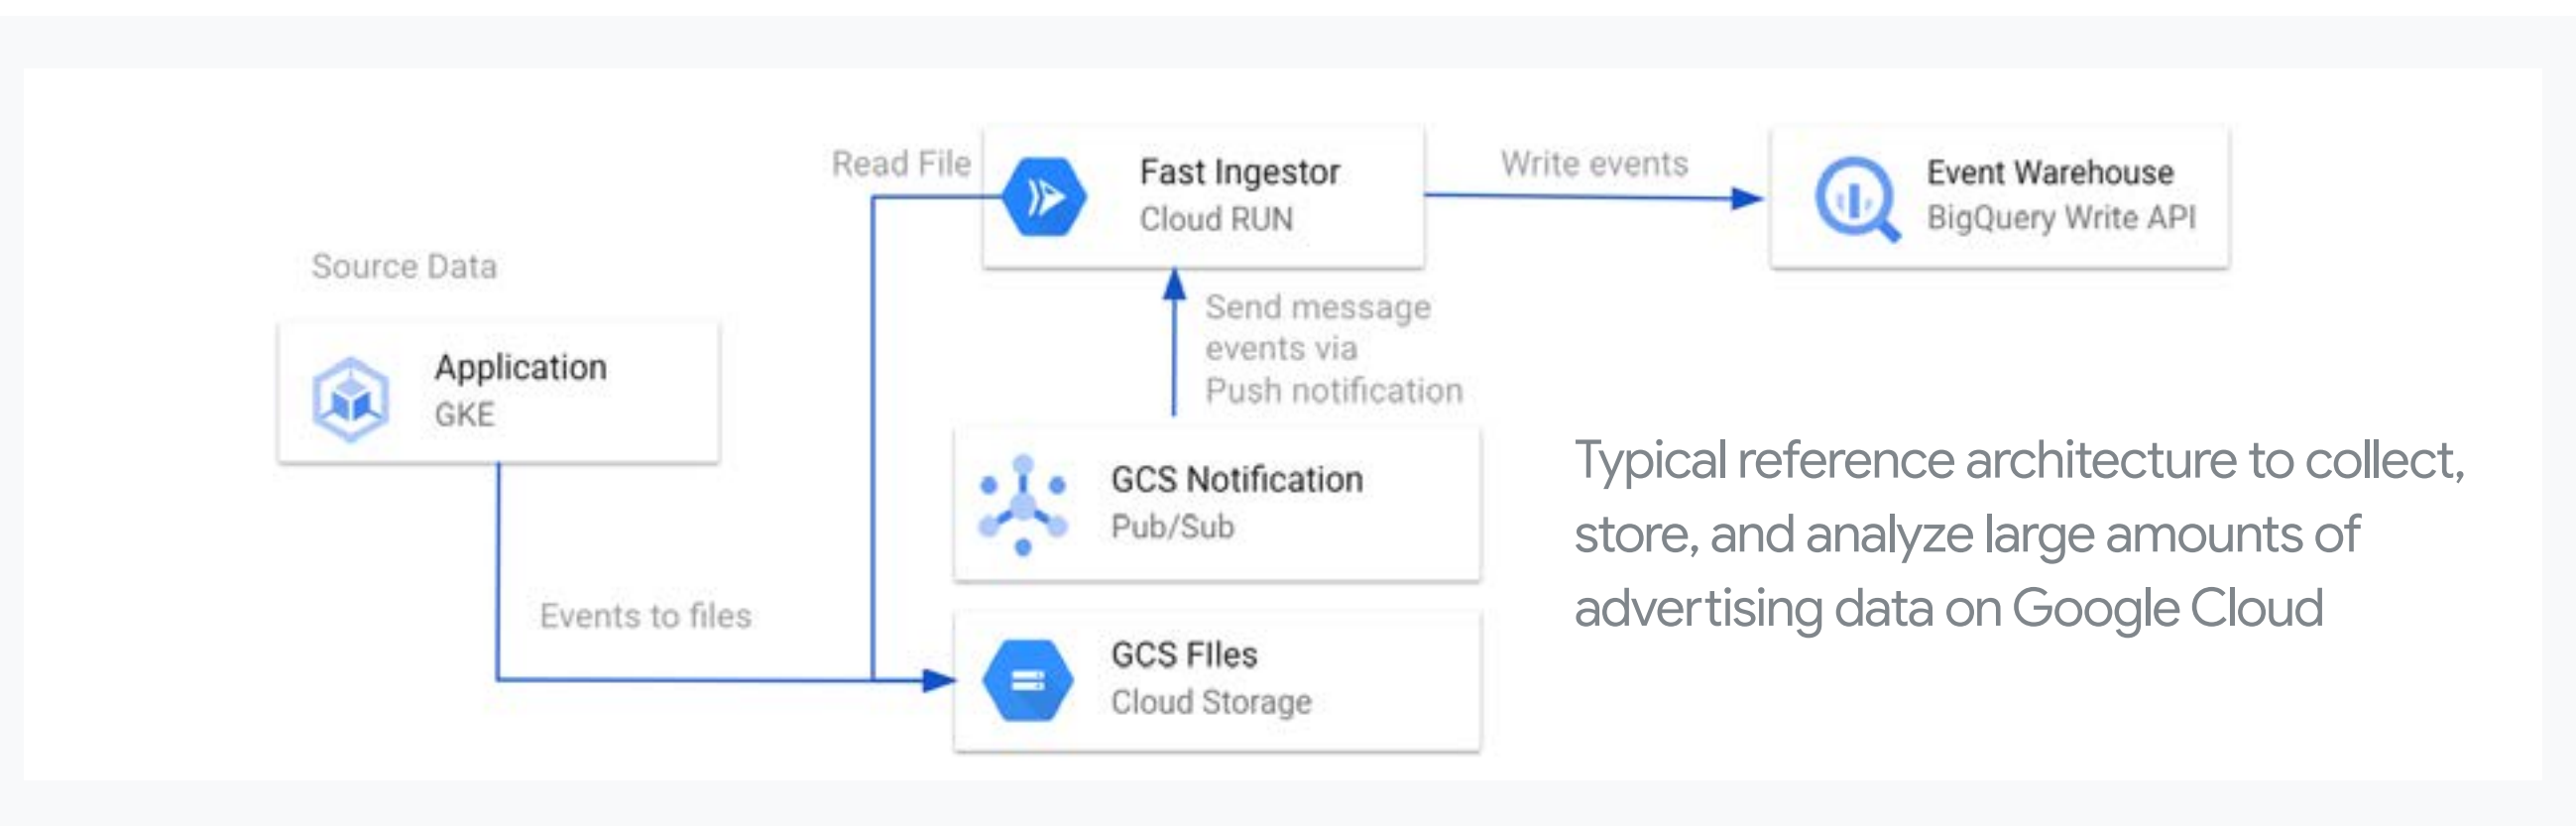 Read File
Fast Ingestor
Cloud RUN
Write events
Event Warehouse
BigQuery Write API
Source Data
Application
GKE
Send message
events via
Push notification
GCS Notification
Pub/Sub
Events to files
GCS FIles
Cloud Storage
Typical reference architecture to collect,
store, and analyze large amounts of
advertising data on Google Cloud